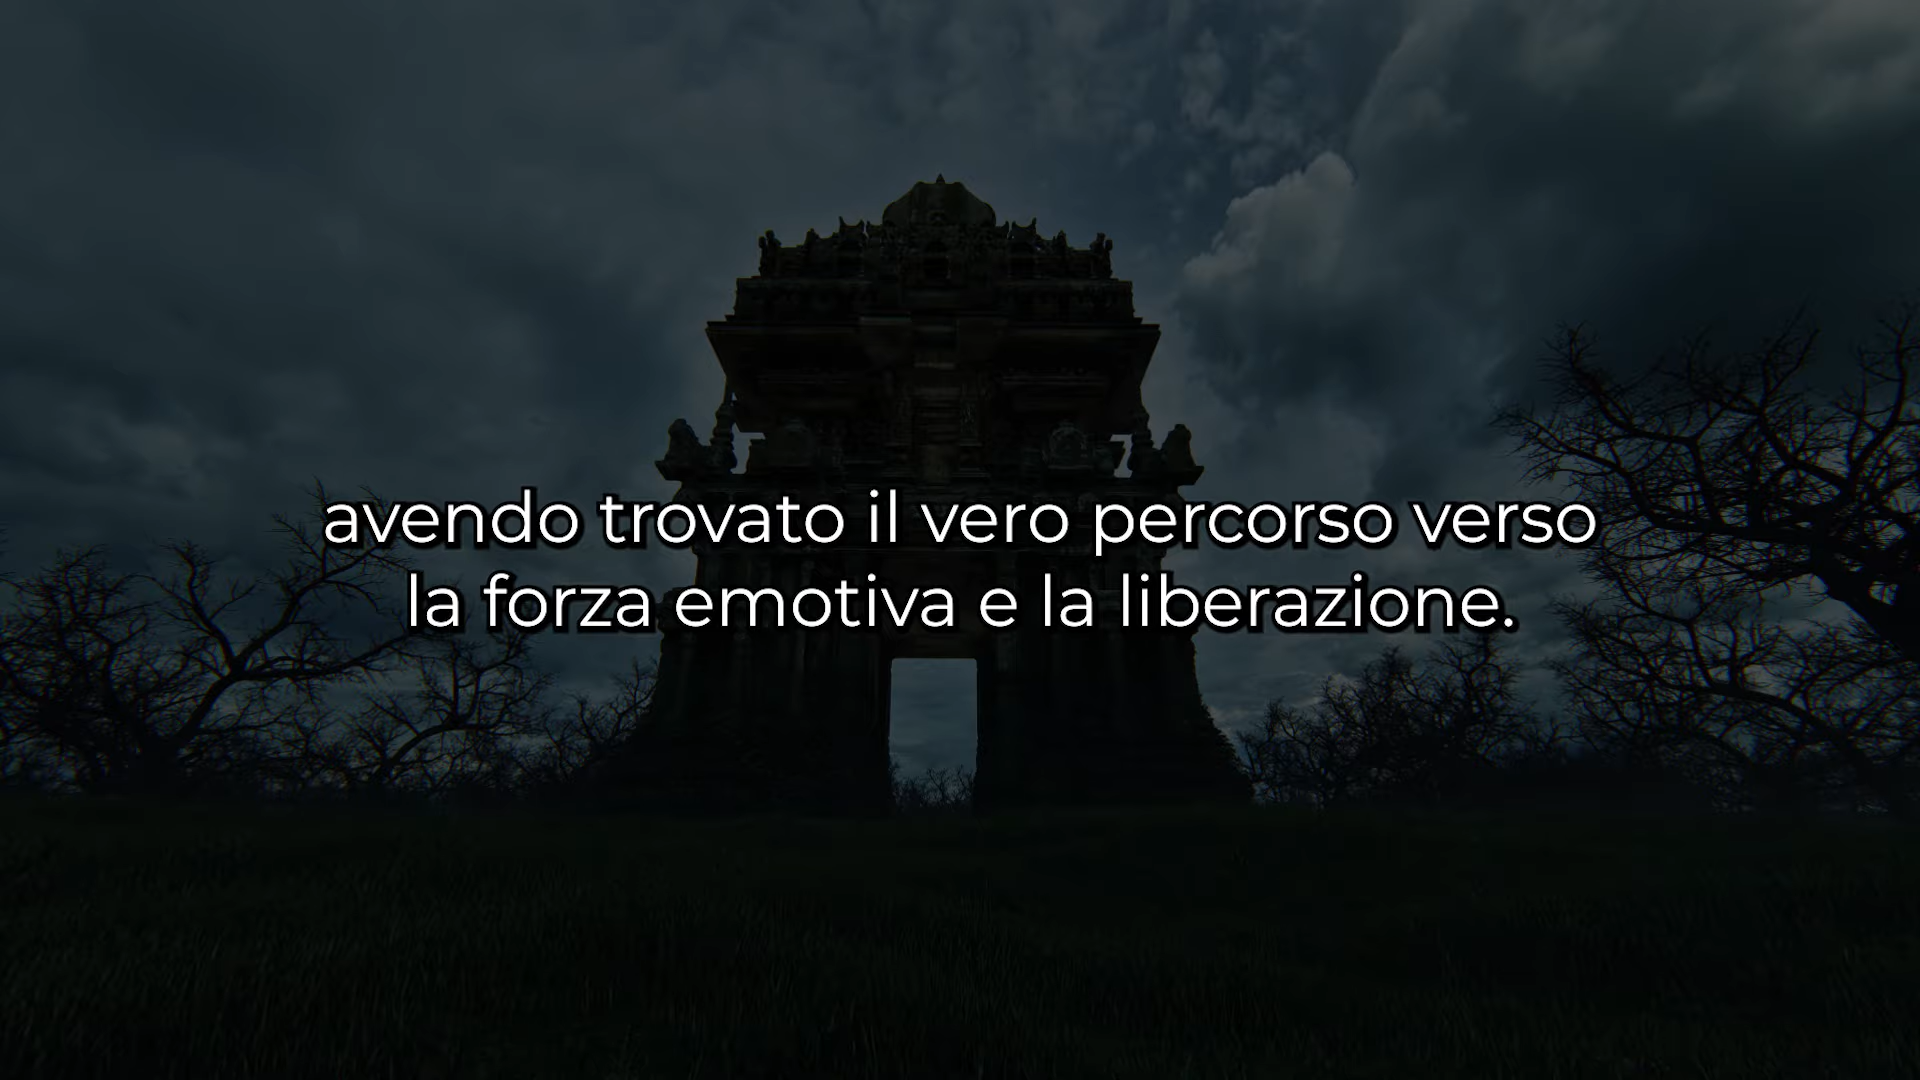 avendo trovato il vero percorso verso
la forza emotiva e la liberazione.